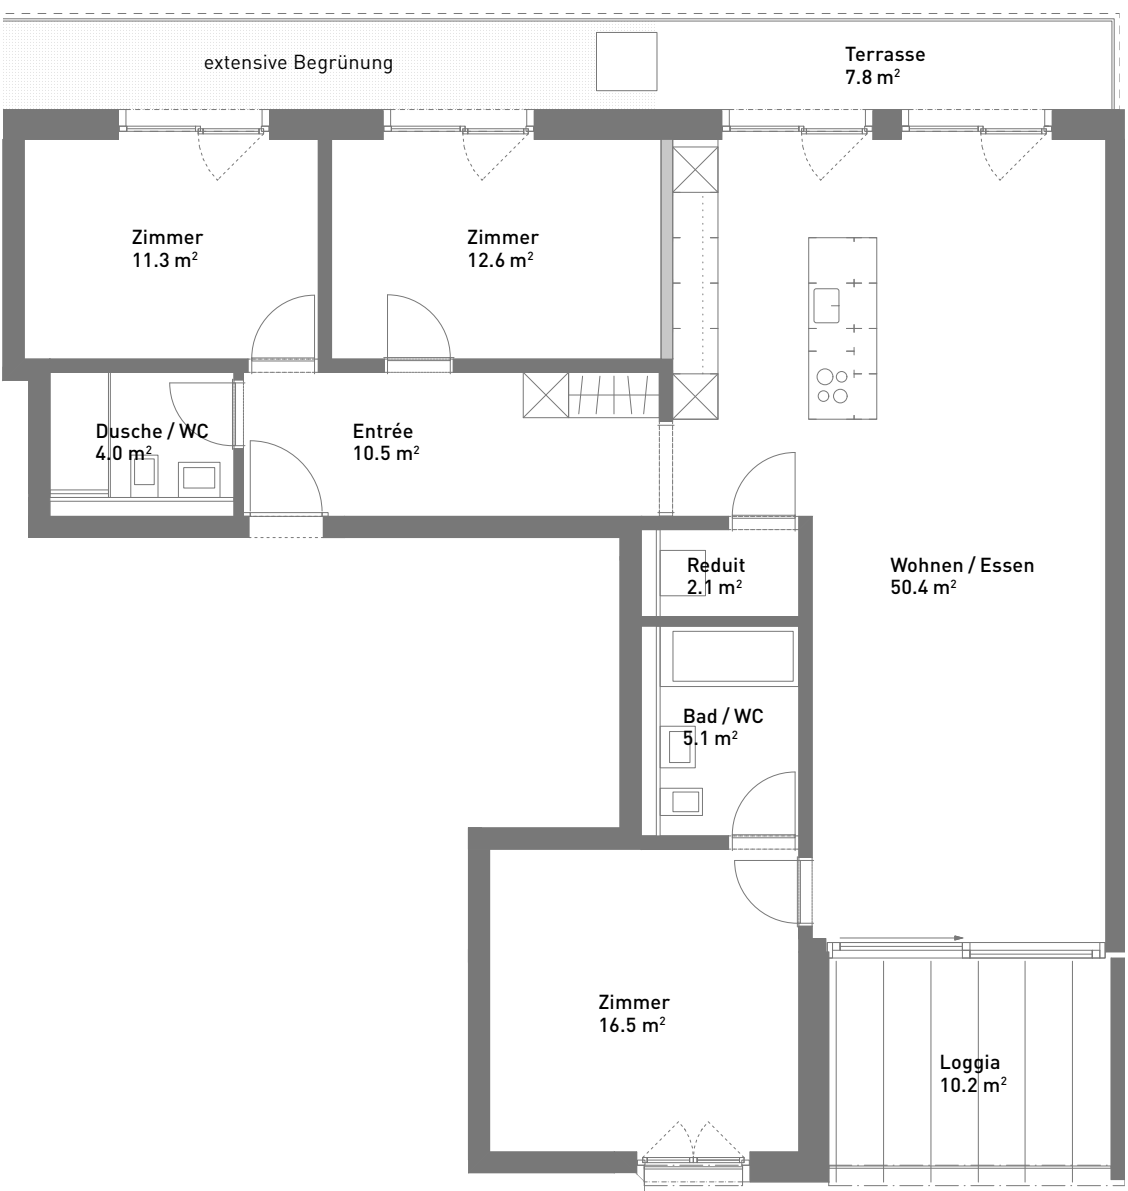 extensive Begrünung
Terrasse
7.8 m²
Zimmer
11.3 m²
Zimmer
12.6 m²
Dusche / WC
4.0 m²
Entrée
10.5 m²
Reduit
2.1 m²
Wohnen / Essen
50.4 m²
Bad / WC
5.1 m²
Zimmer
16.5 m²
Loggia
10.2 m²